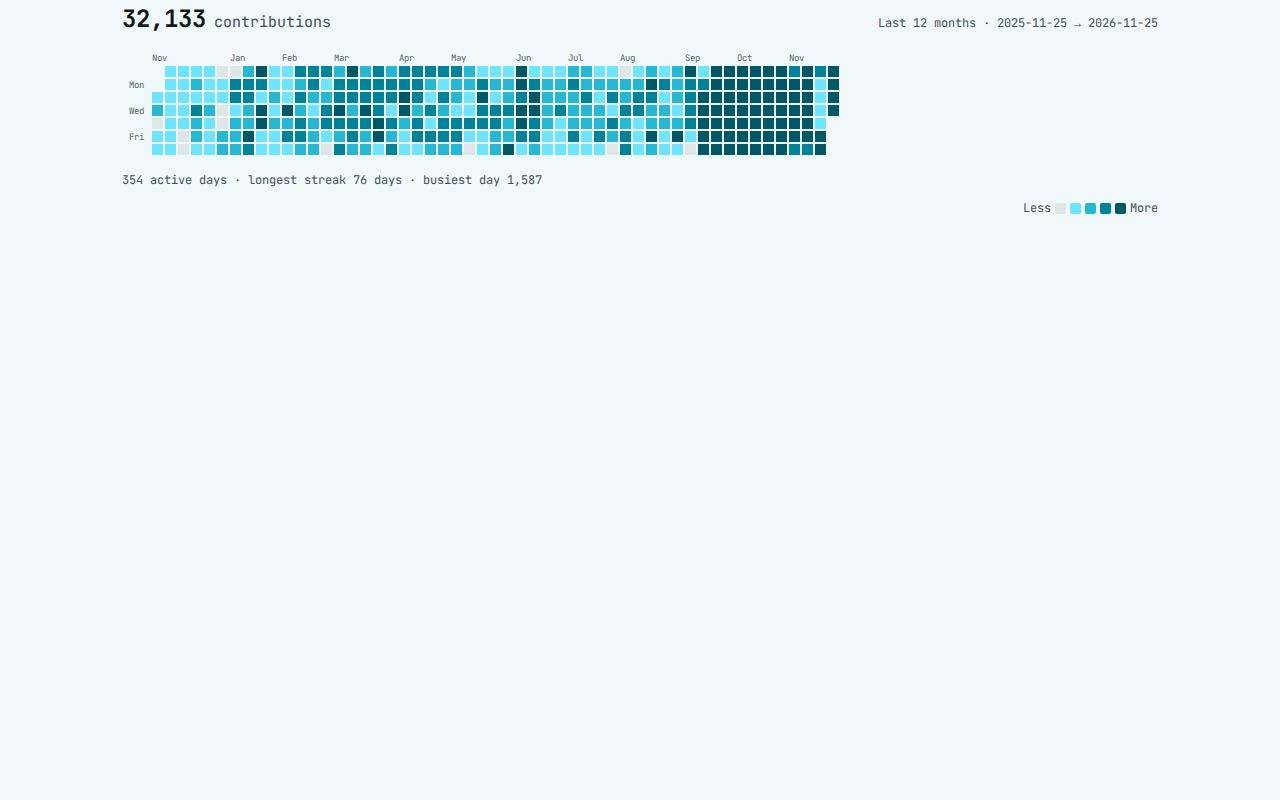 32,133 contributions
Last 12 months · 2025-11-25 → 2026-11-25
Nov Jan Feb Mar Apr May Jun Jul Aug Sep Oct Nov
Mon
Wed
Fri
354 active days · longest streak 76 days · busiest day 1,587
Less More